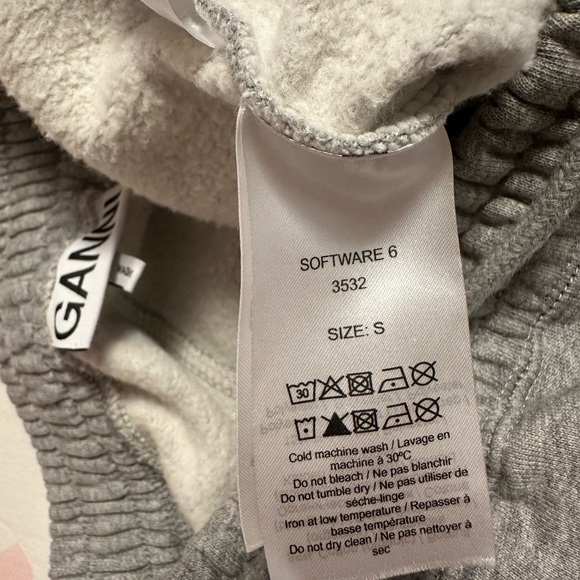 GANNI
SOFTWARE 6
3532
SIZE: S
30
Cold machine wash / Lavage en
machine à 30ºC
Do not bleach / Ne pas blanchir
Do not tumble dry / Ne pas utiliser de
séche-linge
Iron at low temperature / Repasser à
basse température
Do not dry clean / Ne pas nettoyer à
sec